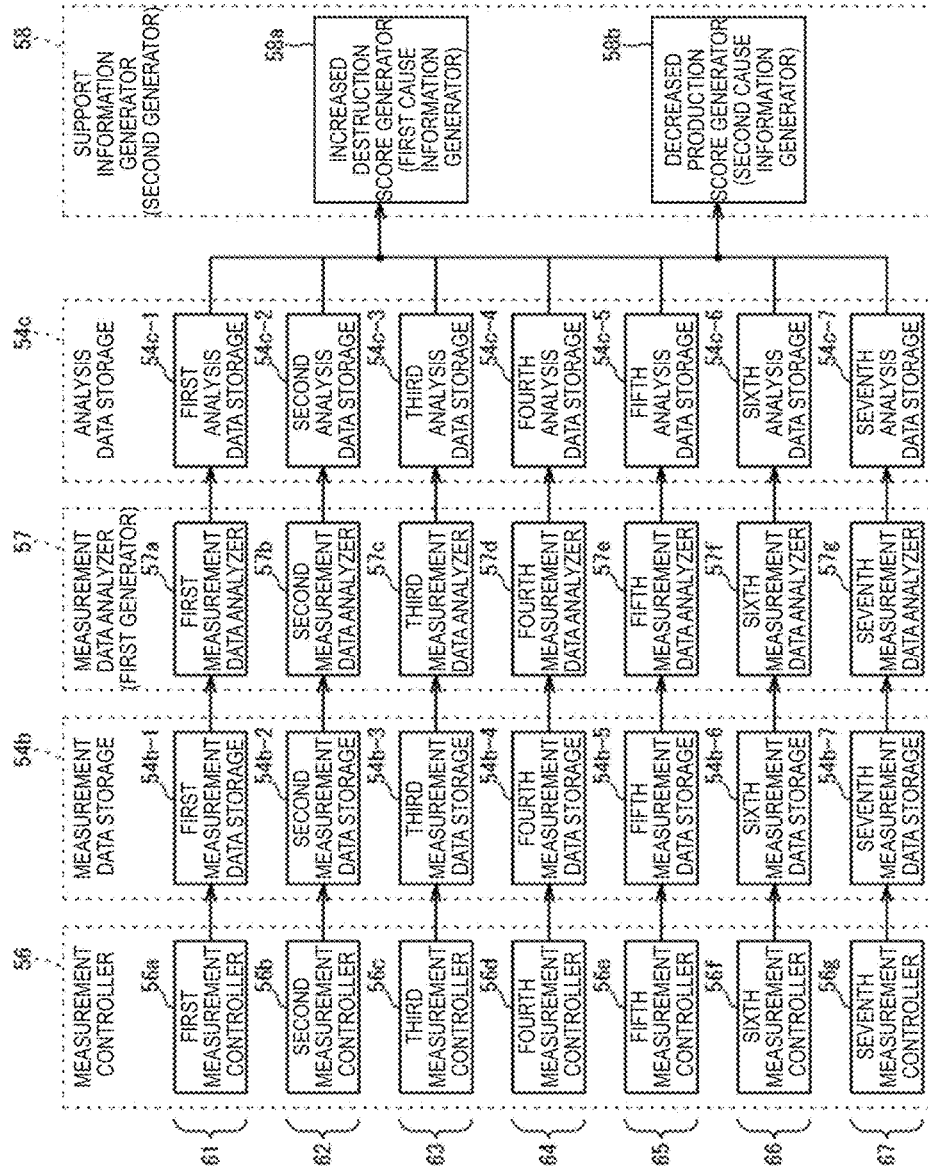 56
MEASUREMENT
CONTROLLER
54b
MEASUREMENT
DATA STORAGE
57
MEASUREMENT
DATA ANALYZER
(FIRST GENERATOR)
54c
ANALYSIS
DATA STORAGE
58
SUPPORT
INFORMATION
GENERATOR
(SECOND GENERATOR)
61
56a
FIRST
MEASUREMENT
CONTROLLER
54b-1
FIRST
MEASUREMENT
DATA STORAGE
57a
FIRST
MEASUREMENT
DATA ANALYZER
54c-1
FIRST
ANALYSIS
DATA STORAGE
62
56b
SECOND
MEASUREMENT
CONTROLLER
54b-2
SECOND
MEASUREMENT
DATA STORAGE
57b
SECOND
MEASUREMENT
DATA ANALYZER
54c-2
SECOND
ANALYSIS
DATA STORAGE
63
56c
THIRD
MEASUREMENT
CONTROLLER
54b-3
THIRD
MEASUREMENT
DATA STORAGE
57c
THIRD
MEASUREMENT
DATA ANALYZER
54c-3
THIRD
ANALYSIS
DATA STORAGE
64
56d
FOURTH
MEASUREMENT
CONTROLLER
54b-4
FOURTH
MEASUREMENT
DATA STORAGE
57d
FOURTH
MEASUREMENT
DATA ANALYZER
54c-4
FOURTH
ANALYSIS
DATA STORAGE
65
56e
FIFTH
MEASUREMENT
CONTROLLER
54b-5
FIFTH
MEASUREMENT
DATA STORAGE
57e
FIFTH
MEASUREMENT
DATA ANALYZER
54c-5
FIFTH
ANALYSIS
DATA STORAGE
66
56f
SIXTH
MEASUREMENT
CONTROLLER
54b-6
SIXTH
MEASUREMENT
DATA STORAGE
57f
SIXTH
MEASUREMENT
DATA ANALYZER
54c-6
SIXTH
ANALYSIS
DATA STORAGE
67
56g
SEVENTH
MEASUREMENT
CONTROLLER
54b-7
SEVENTH
MEASUREMENT
DATA STORAGE
57g
SEVENTH
MEASUREMENT
DATA ANALYZER
54c-7
SEVENTH
ANALYSIS
DATA STORAGE
58a
INCREASED
DESTRUCTION
SCORE GENERATOR
(FIRST CAUSE
INFORMATION
GENERATOR)
58b
DECREASED
PRODUCTION
SCORE GENERATOR
(SECOND CAUSE
INFORMATION
GENERATOR)